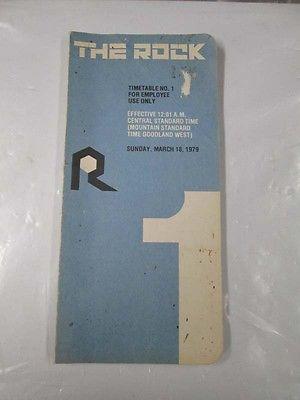 THE ROCK
TIMETABLE NO. 1
FOR EMPLOYEE
USE ONLY
EFFECTIVE 12:01 A.M.
CENTRAL STANDARD TIME
(MOUNTAIN STANDARD
TIME GOODLAND WEST)
SUNDAY, MARCH 18, 1979
R
1